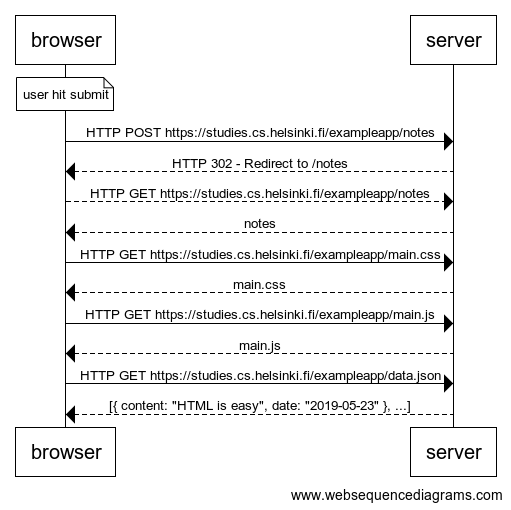 browser server
user hit submit
HTTP POST https://studies.cs.helsinki.fi/exampleapp/notes
HTTP 302 - Redirect to /notes
HTTP GET https://studies.cs.helsinki.fi/exampleapp/notes
notes
HTTP GET https://studies.cs.helsinki.fi/exampleapp/main.css
main.css
HTTP GET https://studies.cs.helsinki.fi/exampleapp/main.js
main.js
HTTP GET https://studies.cs.helsinki.fi/exampleapp/data.json
[{ content: "HTML is easy", date: "2019-05-23" }, ...]
browser server
www.websequencediagrams.com